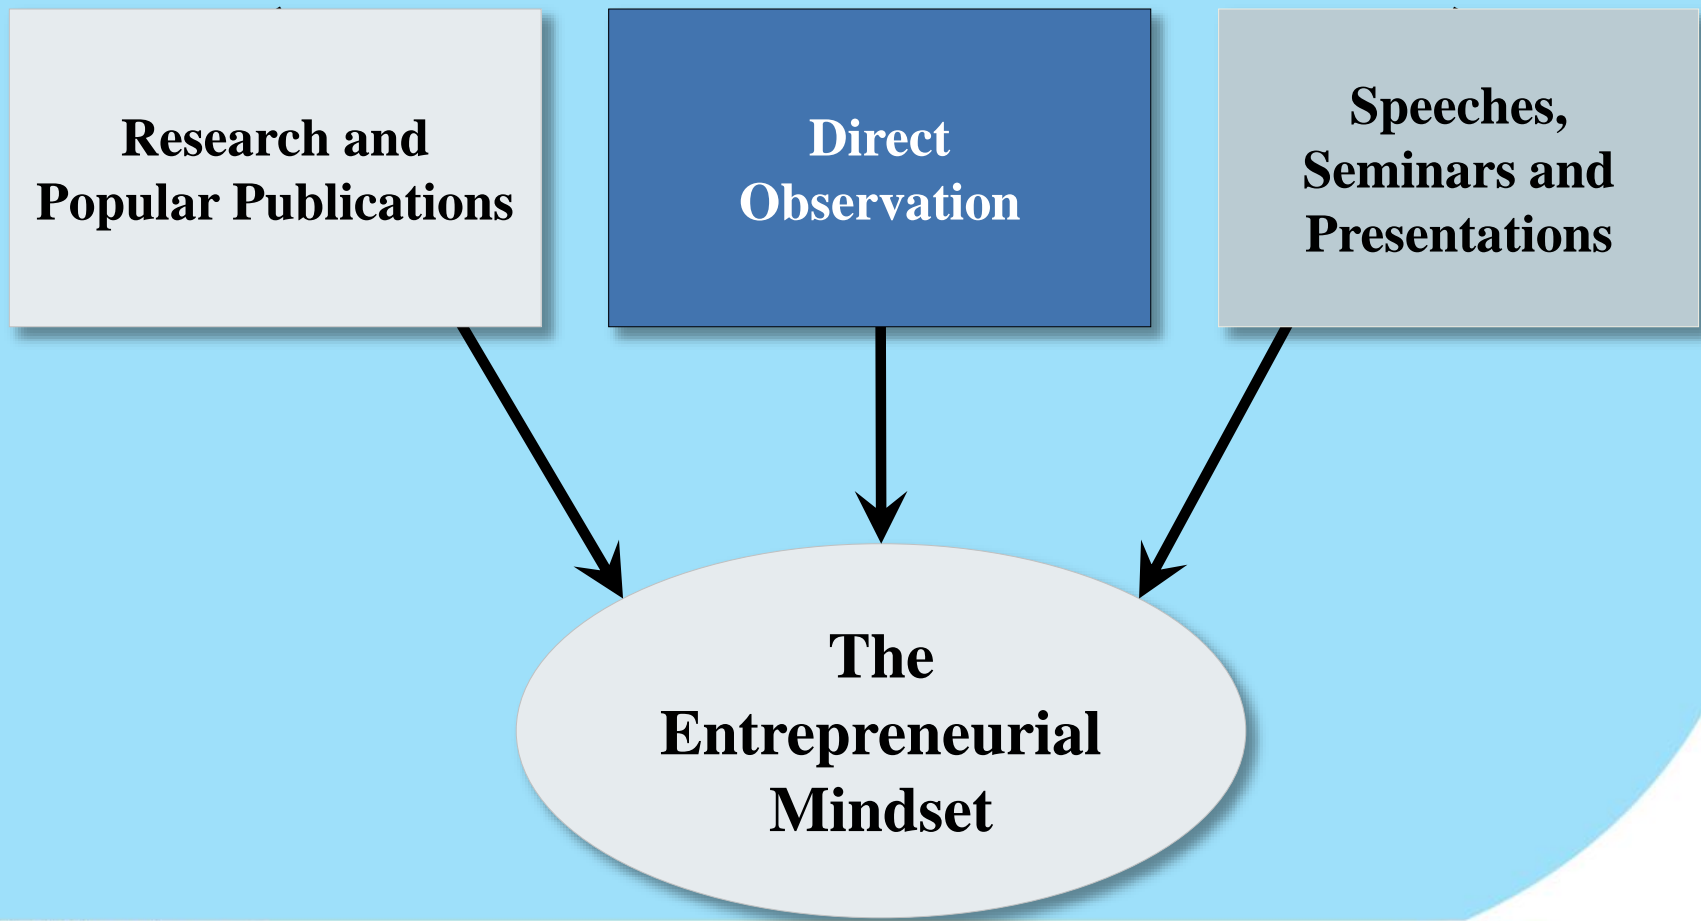 Research and
Popular Publications
Direct
Observation
Speeches,
Seminars and
Presentations
The
Entrepreneurial
Mindset